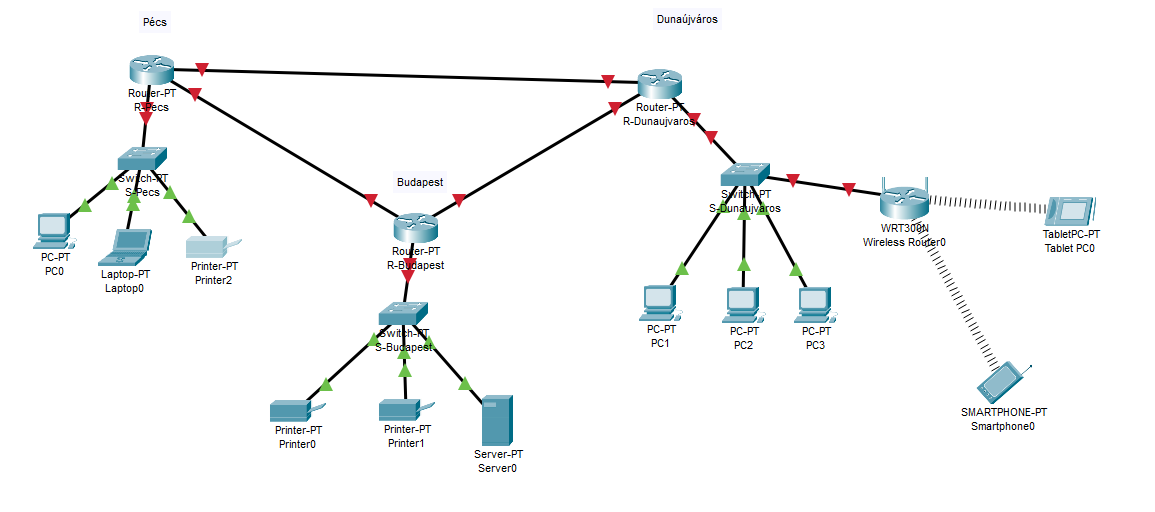 Pécs
Dunaújváros
Router-PT
R-Pecs
Router-PT
R-Dunaujvaros
Switch-PT
S-Pecs
Budapest
Switch-PT
S-Dunaujvaros
Router-PT
R-Budapest
WRT300N
Wireless Router0
TabletPC-PT
Tablet PC0
PC-PT
PC0
Laptop-PT
Laptop0
Printer-PT
Printer2
Switch-PT
S-Budapest
PC-PT
PC1
PC-PT
PC2
PC-PT
PC3
SMARTPHONE-PT
Smartphone0
Printer-PT
Printer0
Printer-PT
Printer1
Server-PT
Server0